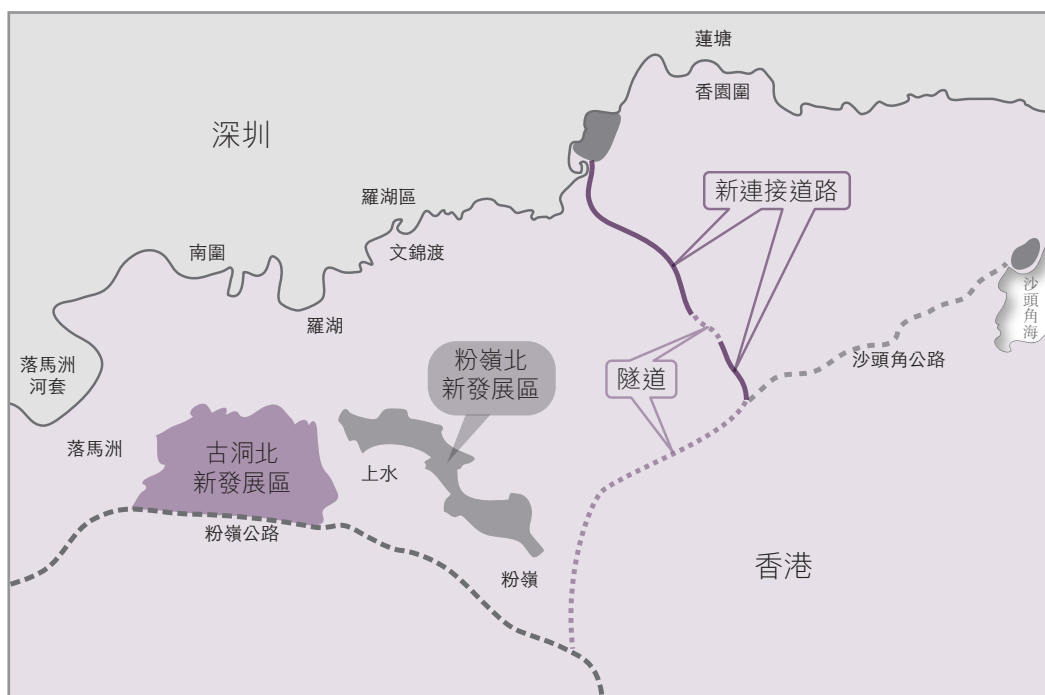 蓮塘
香園圍
深圳
新連接道路
羅湖區
南圍
文錦渡
沙頭角海
羅湖
落馬洲
河套
粉嶺北
新發展區
沙頭角公路
隧道
落馬洲
古洞北
新發展區
上水
粉嶺公路
香港
粉嶺